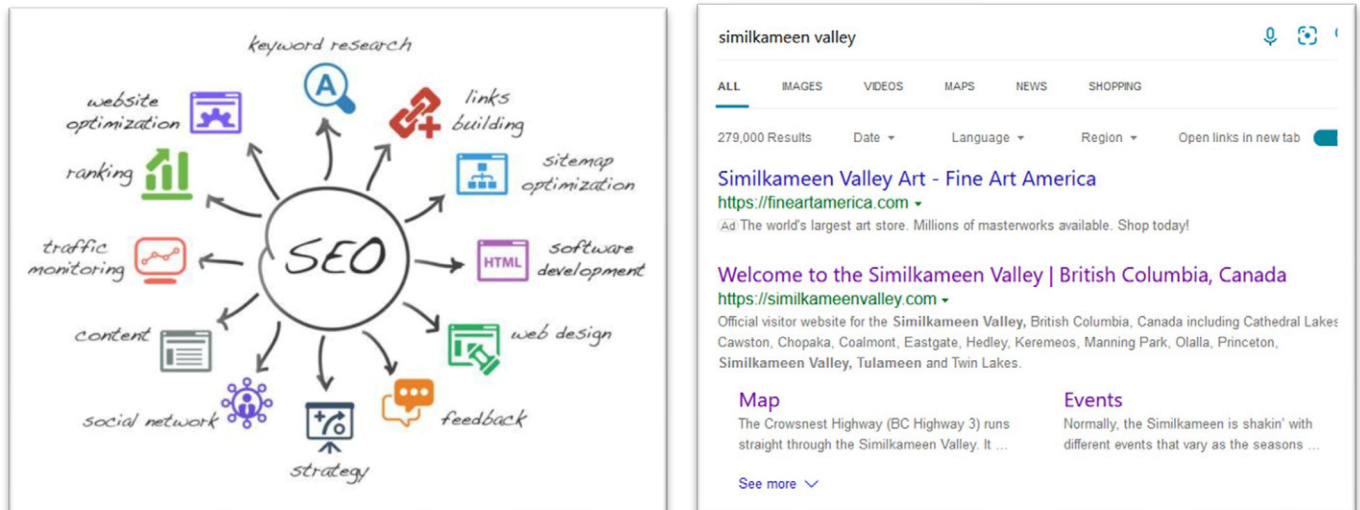 keyword research
links
building
sitemap
optimization
software
development
HTML
web design
feedback
strategy
social network
content
traffic
monitoring
ranking
website
optimization
A
SEO
similkameen valley
ALL IMAGES VIDEOS MAPS NEWS SHOPPING
279,000 Results Date Language Region Open links in new tab
Similkameen Valley Art - Fine Art America
https://fineartamerica.com
Ad The world's largest art store. Millions of masterworks available. Shop today!
Welcome to the Similkameen Valley | British Columbia, Canada
https://similkameenvalley.com
Official visitor website for the Similkameen Valley, British Columbia, Canada including Cathedral Lakes
Cawston, Chopaka, Coalmont, Eastgate, Hedley, Keremeos, Manning Park, Olalla, Princeton,
Similkameen Valley, Tulameen and Twin Lakes.
Map
The Crowsnest Highway (BC Highway 3) runs
straight through the Similkameen Valley. It ...
Events
Normally, the Similkameen is shakin' with
different events that vary as the seasons ...
See more